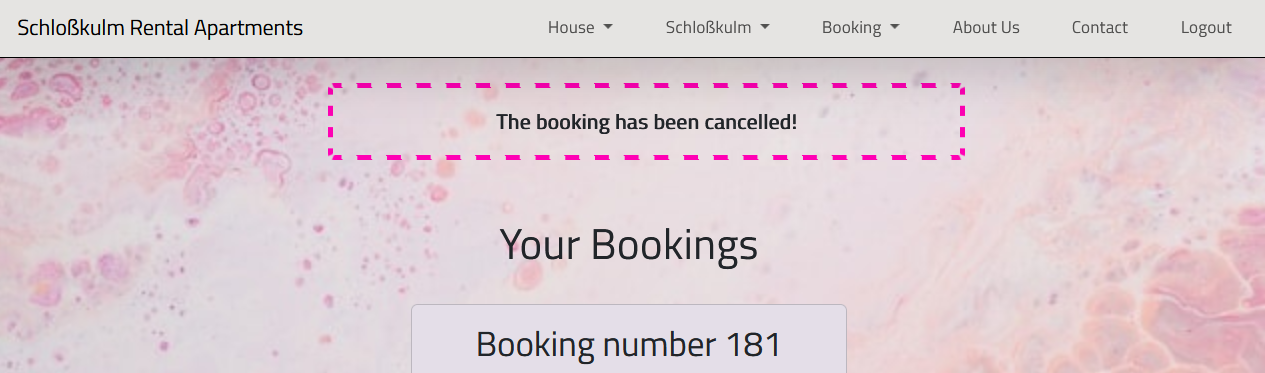 Schloßkulm Rental Apartments House Schloßkulm Booking About Us Contact Logout
The booking has been cancelled!
Your Bookings
Booking number 181